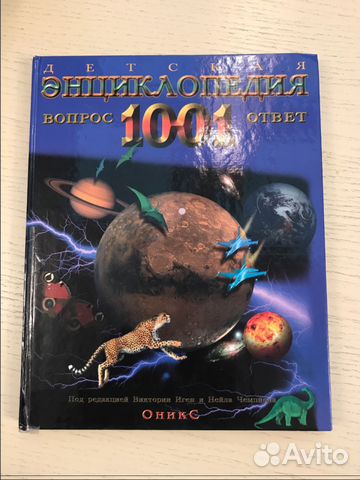 ДЕТСКАЯ
ЭНЦИКЛОПЕДИЯ
ВОПРОС 1001 ОТВЕТ
Под редакцией Виктории Иген и Нейла Чемпиона
ОНИКС
Avito